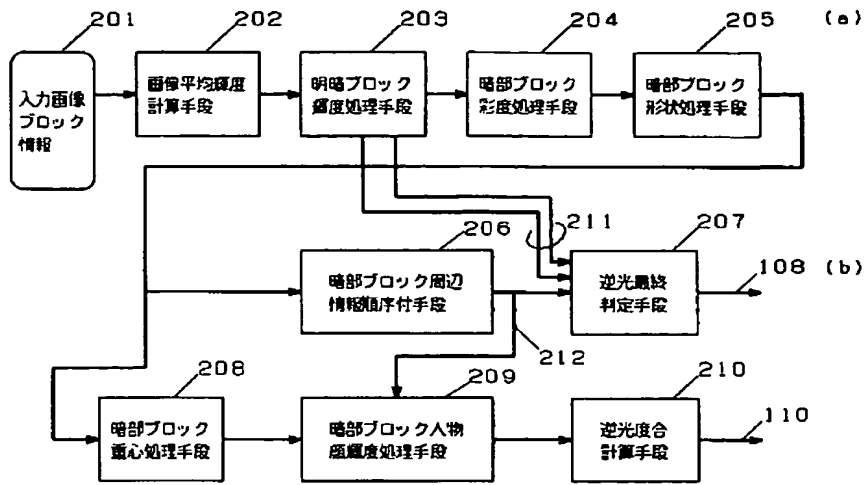 201
202
203
204
205
(a)
入力画像
ブロック
情報
画像平均輝度
計算手段
明暗ブロック
輝度処理手段
暗部ブロック
彩度処理手段
暗部ブロック
形状処理手段
206
211
207
108
(b)
暗部ブロック周辺
情報順序付手段
逆光最終
判定手段
212
208
209
210
110
暗部ブロック
重心処理手段
暗部ブロック人物
顔輝度処理手段
逆光度合
計算手段